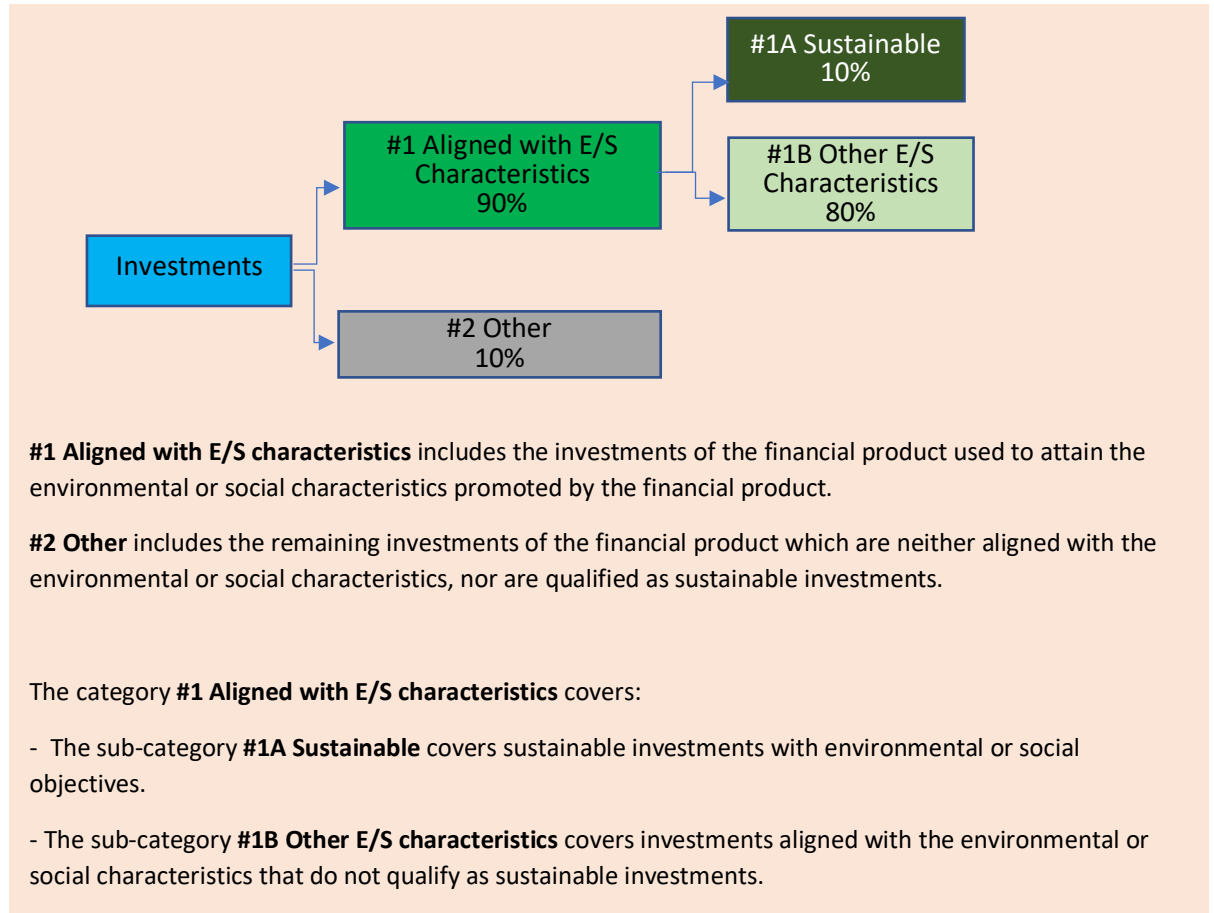 #1A Sustainable
10%
#1 Aligned with E/S
Characteristics
90%
#1B Other E/S
Characteristics
80%
Investments
#2 Other
10%
#1 Aligned with E/S characteristics includes the investments of the financial product used to attain the
environmental or social characteristics promoted by the financial product.
#2 Other includes the remaining investments of the financial product which are neither aligned with the
environmental or social characteristics, nor are qualified as sustainable investments.
The category #1 Aligned with E/S characteristics covers:
- The sub-category #1A Sustainable covers sustainable investments with environmental or social
objectives.
- The sub-category #1B Other E/S characteristics covers investments aligned with the environmental or
social characteristics that do not qualify as sustainable investments.